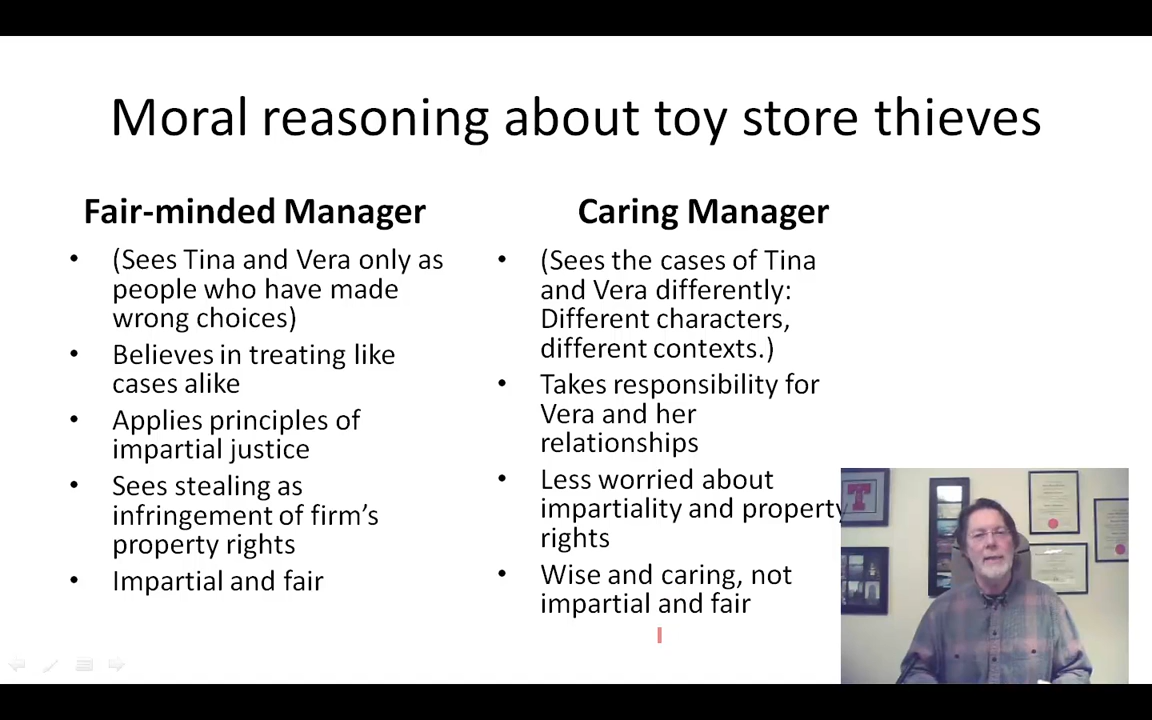 Moral reasoning about toy store thieves
Fair-minded Manager
• (Sees Tina and Vera only as
people who have made
wrong choices)
• Believes in treating like
cases alike
• Applies principles of
impartial justice
• Sees stealing as
infringement of firm’s
property rights
• Impartial and fair
Caring Manager
• (Sees the cases of Tina
and Vera differently:
Different characters,
different contexts.)
• Takes responsibility for
Vera and her
relationships
• Less worried about
impartiality and property
rights
• Wise and caring, not
impartial and fair